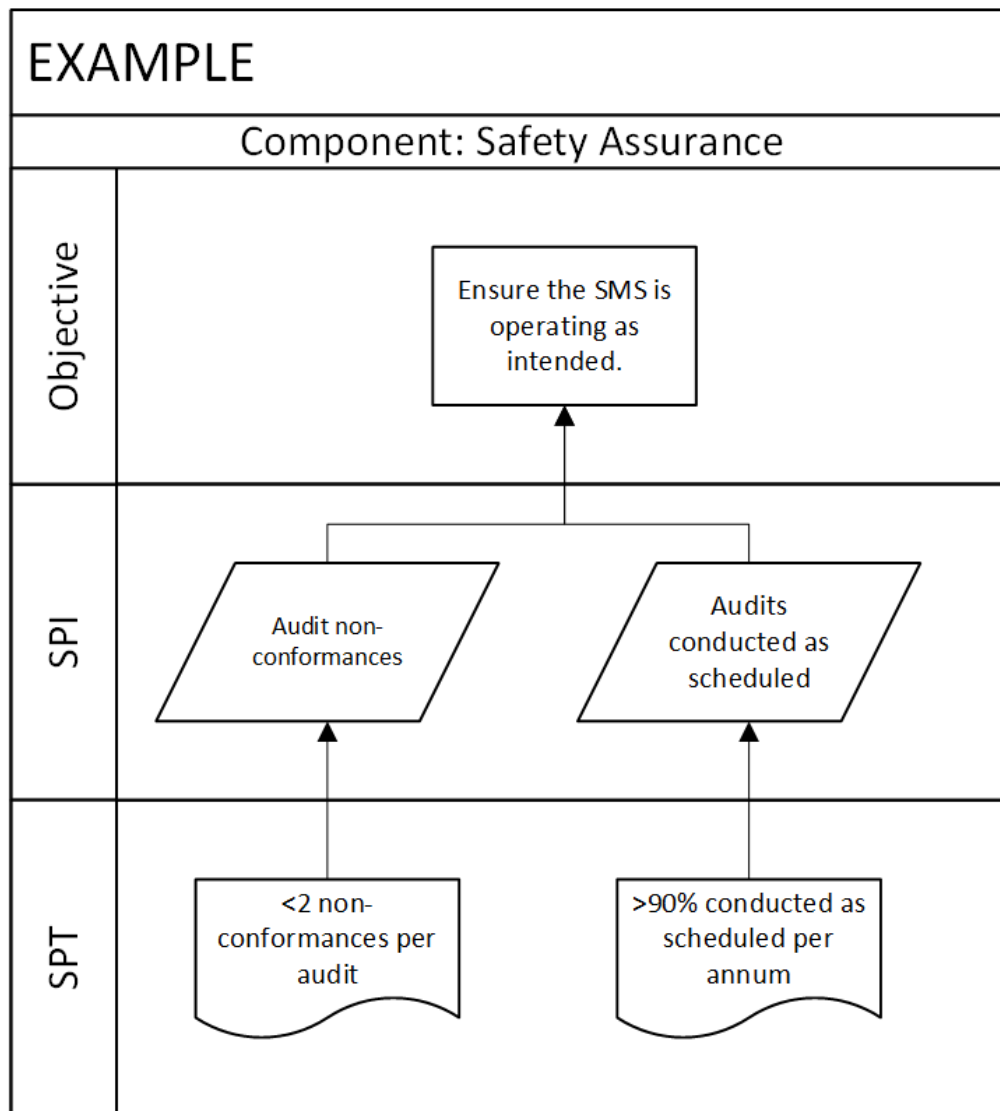 EXAMPLE
Component: Safety Assurance
Objective
Ensure the SMS is
operating as
intended.
SPI
Audit non-
conformances
Audits
conducted as
scheduled
SPT
<2 non-
conformances per
audit
>90% conducted as
scheduled per
annum